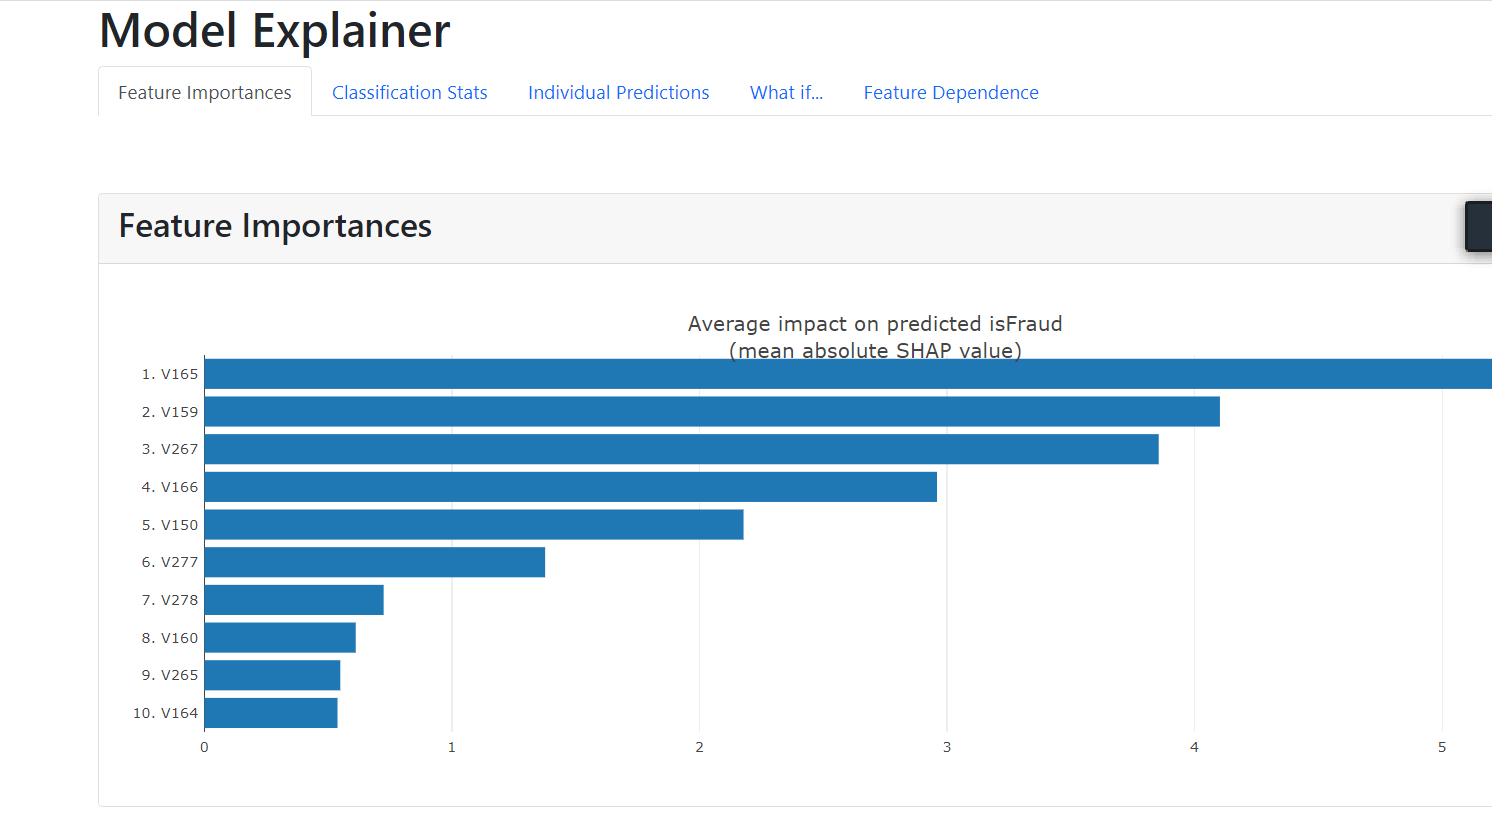 Model Explainer
Feature Importances
Classification Stats
Individual Predictions
What if...
Feature Dependence
Feature Importances
Average impact on predicted isFraud
(mean absolute SHAP value)
1. V165
2. V159
3. V267
4. V166
5. V150
6. V277
7. V278
8. V160
9. V265
10. V164
0 1 2 3 4 5